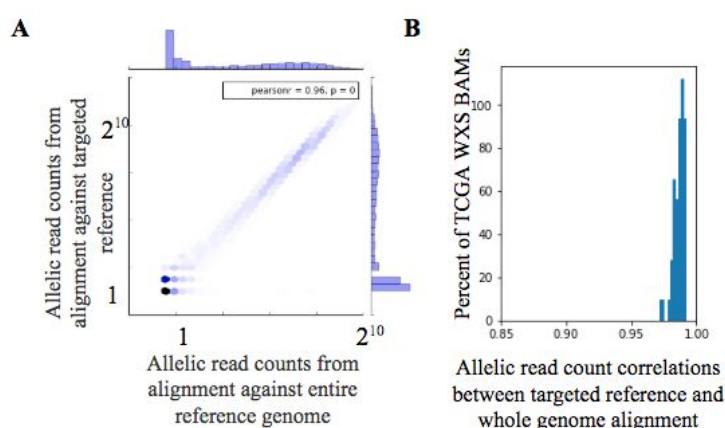 A
pearsonr = 0.96, p = 0
Allelic read counts from
alignment against targeted
reference
2^10
1
1
2^10
Allelic read counts from
alignment against entire
reference genome
B
Percent of TCGA WXS BAMs
100
80
60
40
20
0
0.85
0.90
0.95
1.00
Allelic read count correlations
between targeted reference and
whole genome alignment